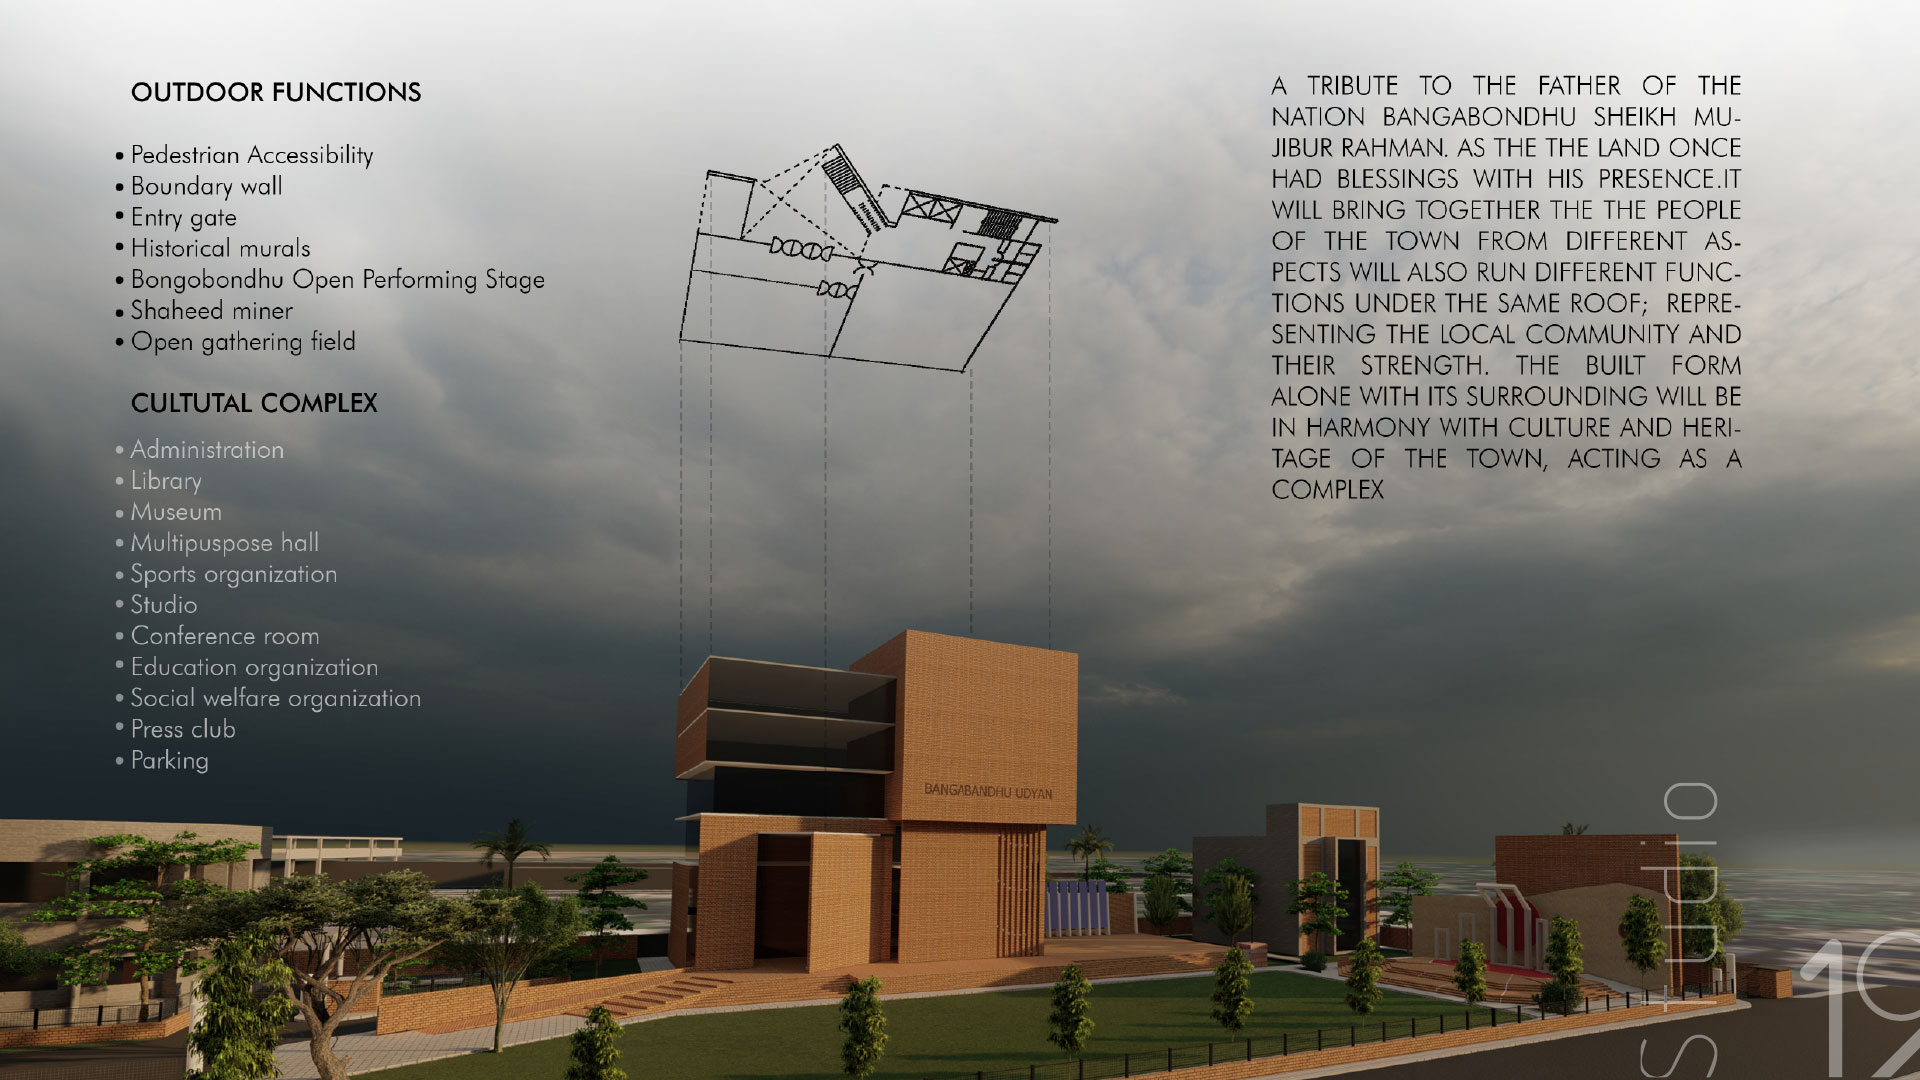 OUTDOOR FUNCTIONS
• Pedestrian Accessibility
• Boundary wall
• Entry gate
• Historical murals
• Bongobondhu Open Performing Stage
• Shaheed miner
• Open gathering field
CULTUTAL COMPLEX
• Administration
• Library
• Museum
• Multipuspose hall
• Sports organization
• Studio
• Conference room
• Education organization
• Social welfare organization
• Press club
• Parking
A TRIBUTE TO THE FATHER OF THE
NATION BANGABONDHU SHEIKH MU-
JIBUR RAHMAN. AS THE THE LAND ONCE
HAD BLESSINGS WITH HIS PRESENCE.IT
WILL BRING TOGETHER THE THE PEOPLE
OF THE TOWN FROM DIFFERENT AS-
PECTS WILL ALSO RUN DIFFERENT FUNC-
TIONS UNDER THE SAME ROOF; REPRE-
SENTING THE LOCAL COMMUNITY AND
THEIR STRENGTH. THE BUILT FORM
ALONE WITH ITS SURROUNDING WILL BE
IN HARMONY WITH CULTURE AND HERI-
TAGE OF THE TOWN, ACTING AS A
COMPLEX
BANGABANDHU UDYAN
studio
19